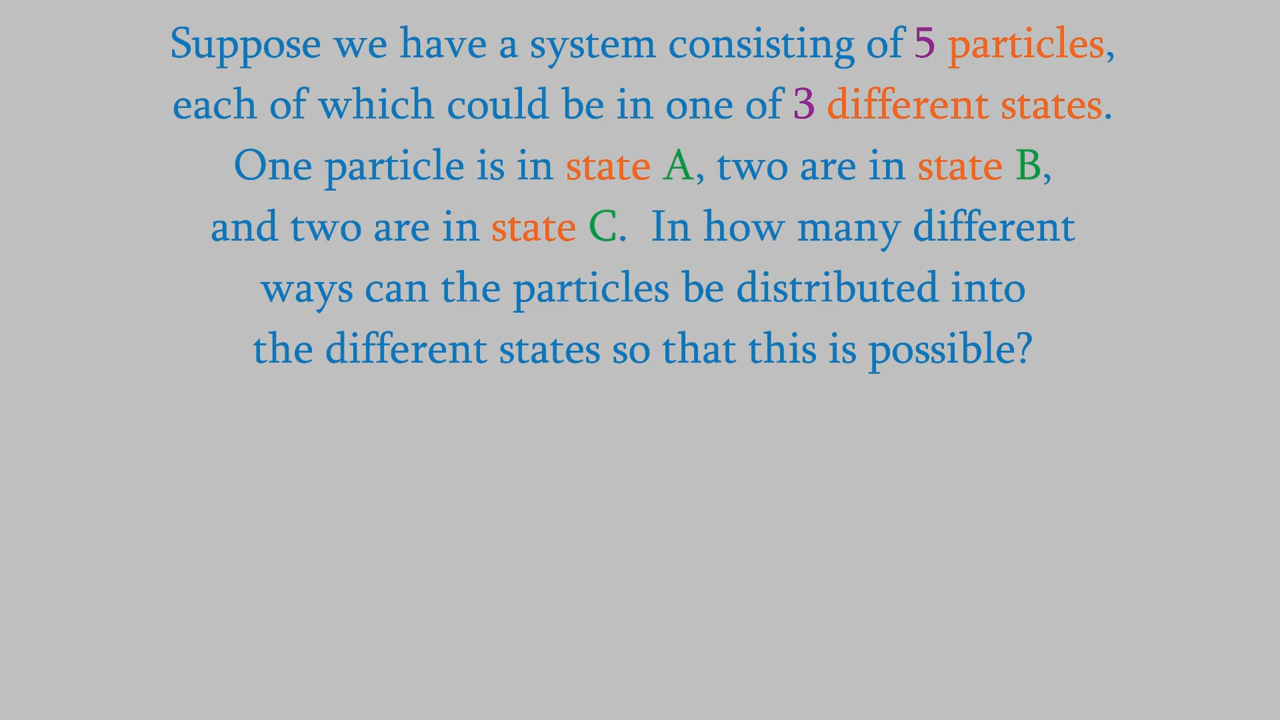 Suppose we have a system consisting of 5 particles,
each of which could be in one of 3 different states.
One particle is in state A, two are in state B,
and two are in state C.  In how many different
ways can the particles be distributed into
the different states so that this is possible?